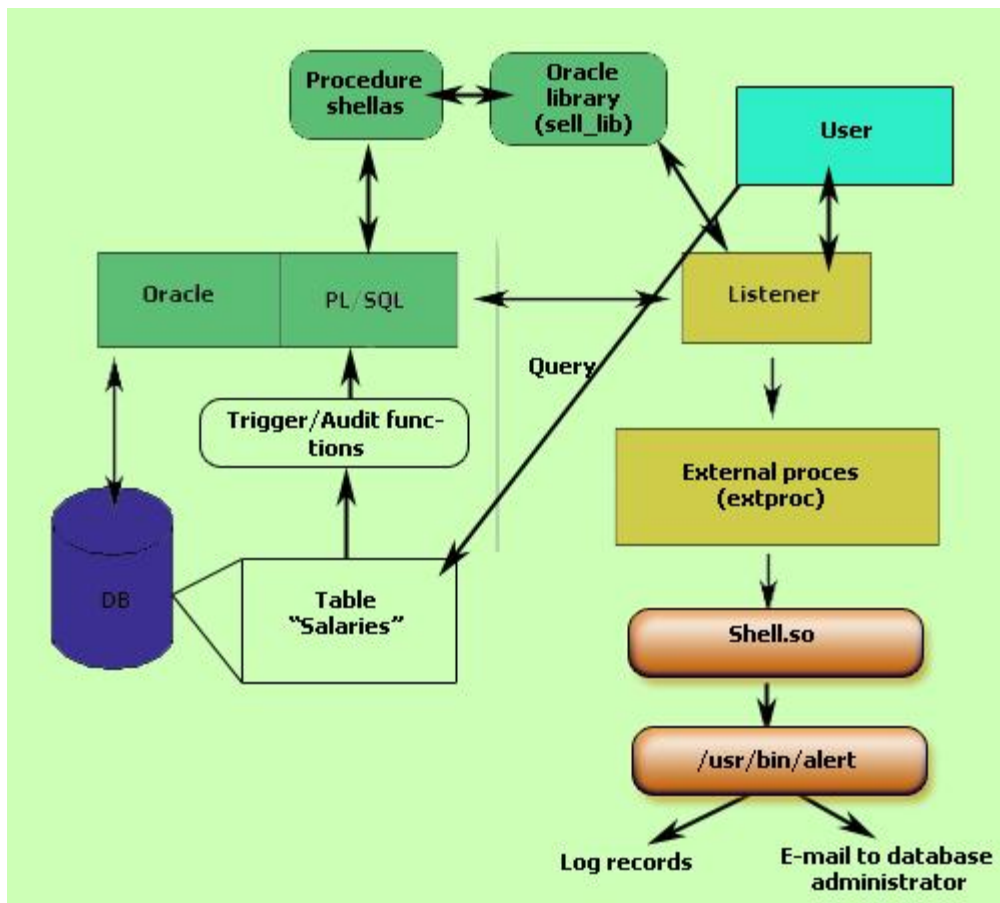 Procedure
shellas
Oracle
library
(sell_lib)
User
Oracle
PL/SQL
Listener
Query
Trigger/Audit func-
tions
External proces
(extproc)
DB
Table
“Salaries”
Shell.so
/usr/bin/alert
Log records
E-mail to database
administrator